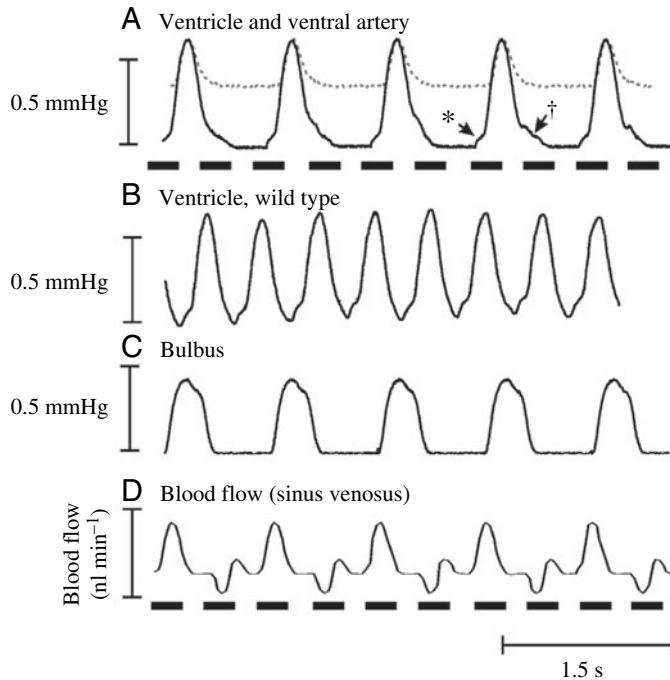 A Ventricle and ventral artery
0.5 mmHg
* †
B Ventricle, wild type
0.5 mmHg
C Bulbus
0.5 mmHg
D Blood flow (sinus venosus)
Blood flow
(nl min⁻¹)
1.5 s